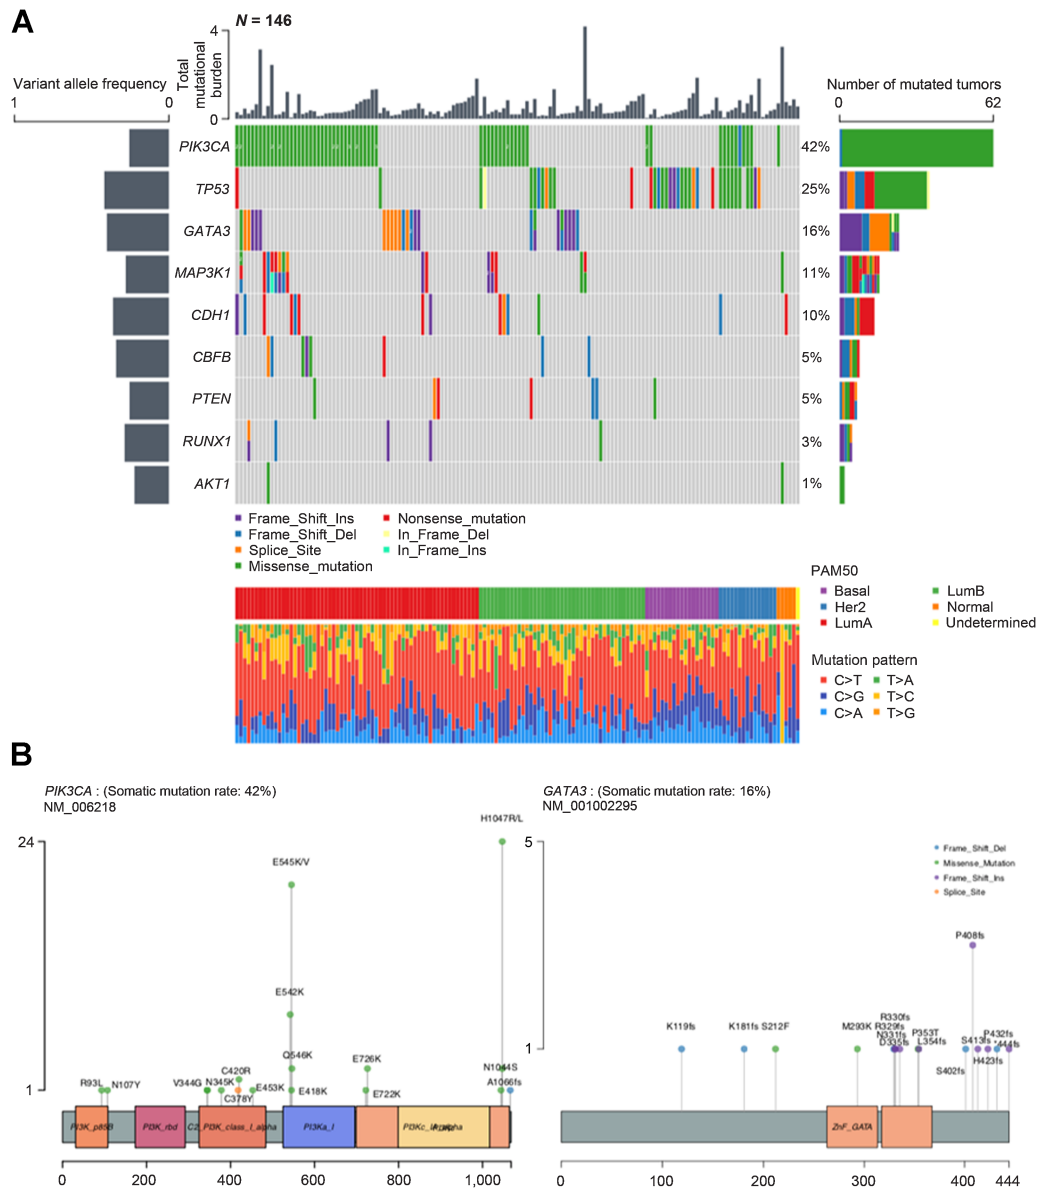 A
N = 146
4
0
Total mutational burden
Variant allele frequency
1 0
Number of mutated tumors
0 62
PIK3CA 42%
TP53 25%
GATA3 16%
MAP3K1 11%
CDH1 10%
CBFB 5%
PTEN 5%
RUNX1 3%
AKT1 1%
Frame_Shift_Ins Nonsense_mutation
Frame_Shift_Del In_Frame_Del
Splice_Site In_Frame_Ins
Missense_mutation
PAM50
Basal LumB
Her2 Normal
LumA Undetermined
Mutation pattern
C>T T>A
C>G T>C
C>A T>G
B
PIK3CA : (Somatic mutation rate: 42%)
NM_006218
24
1
H1047R/L
E545K/V
E542K
Q546K
E726K
N1044S
C420R
R93L N107Y V344G N345K E453K E418K E722K A1066fs
C378Y
PI3K_p85B PI3K_rbd C2 PI3K_class_I_alpha PI3Ka_I
0 200 400 600 800 1,000
GATA3 : (Somatic mutation rate: 16%)
NM_001002295
5
1
Frame_Shift_Del
Missense_Mutation
Frame_Shift_Ins
Splice_Site
P408fs
K119fs K181fs S212F M293K
R330fs
R329fs
N331fs
D335fs
P353T
L354fs
S402fs
S413fs
H423fs
P432fs
*444fs
ZnF_GATA
0 100 200 300 400 444